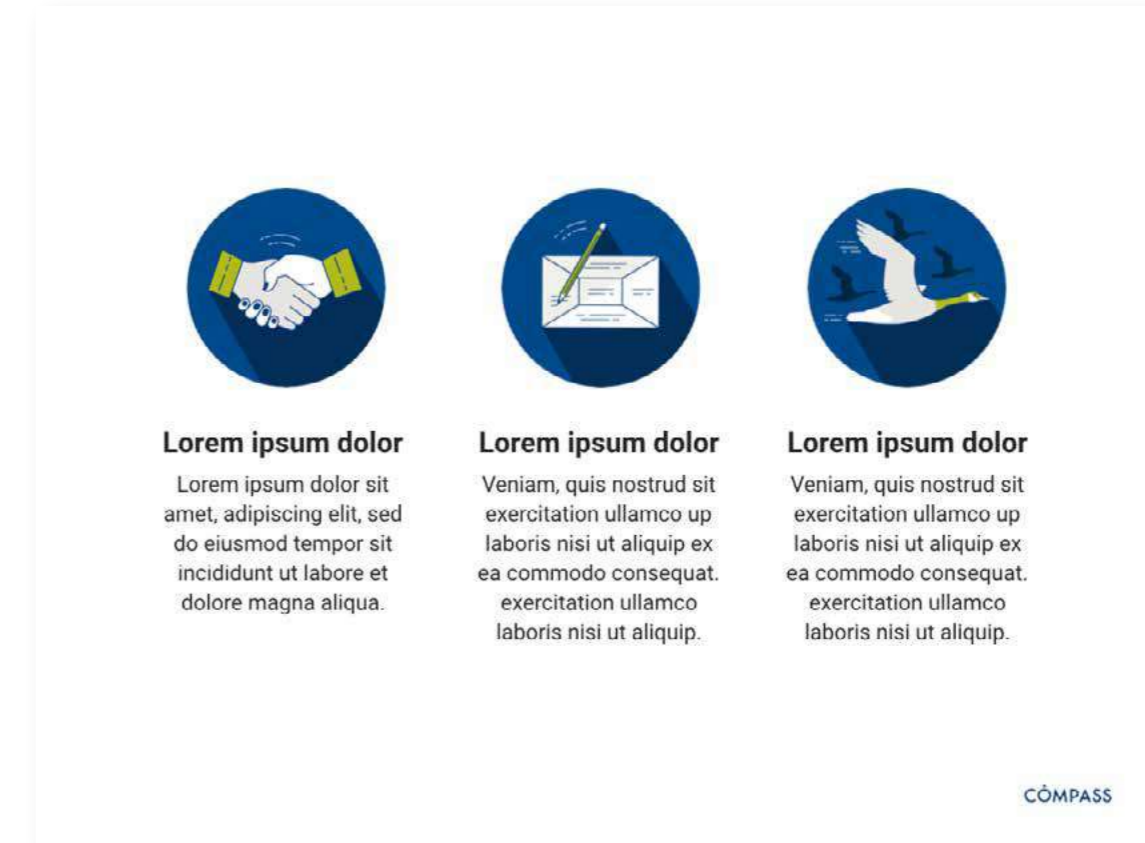 Lorem ipsum dolor
Lorem ipsum dolor sit
amet, adipiscing elit, sed
do eiusmod tempor sit
incididunt ut labore et
dolore magna aliqua.
Lorem ipsum dolor
Veniam, quis nostrud sit
exercitation ullamco up
laboris nisi ut aliquip ex
ea commodo consequat.
exercitation ullamco
laboris nisi ut aliquip.
Lorem ipsum dolor
Veniam, quis nostrud sit
exercitation ullamco up
laboris nisi ut aliquip ex
ea commodo consequat.
exercitation ullamco
laboris nisi ut aliquip.
CÓMPASS